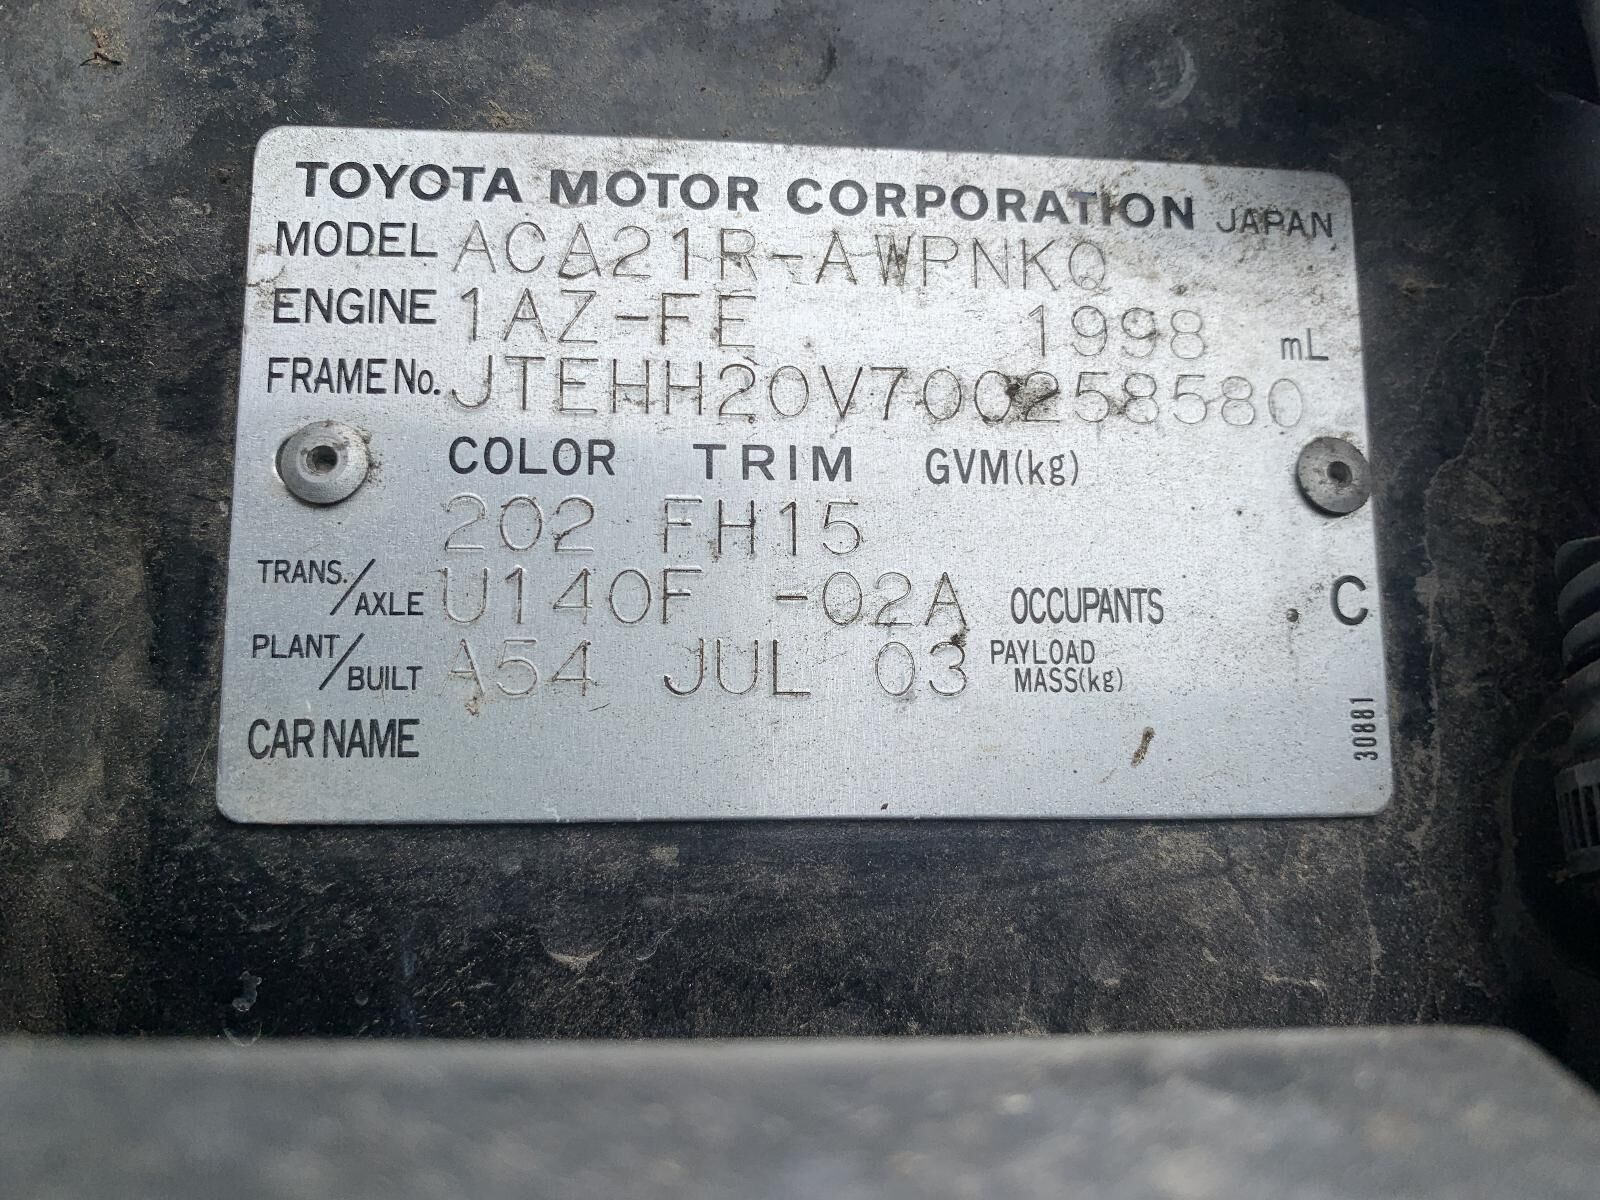 TOYOTA MOTOR CORPORATION JAPAN
MODEL ACA21R-AWPNKQ
ENGINE 1AZ-FE 1998 mL
FRAME No. JTEHH20V700258580
COLOR TRIM GVM(kg)
202 FH15
TRANS./AXLE U140F -02A OCCUPANTS C
PLANT/BUILT A54 JUL 03 PAYLOAD MASS(kg)
CAR NAME
30881